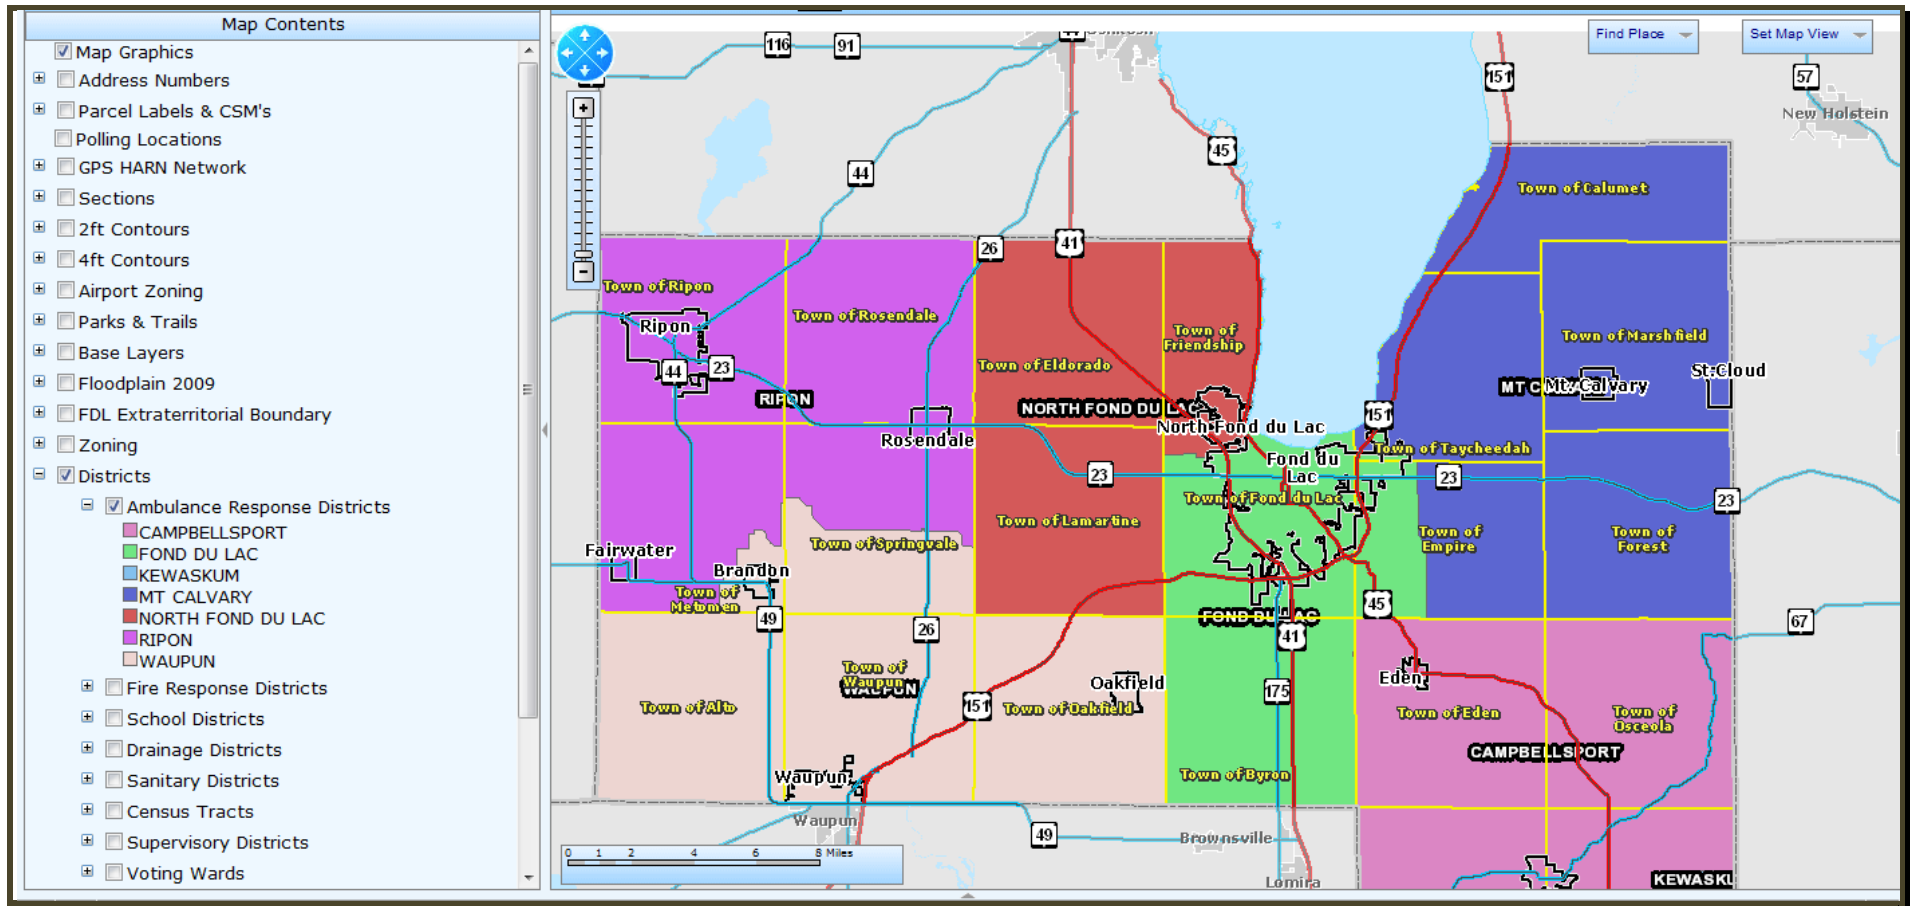 Map Contents
Map Graphics
Address Numbers
Parcel Labels & CSM's
Polling Locations
GPS HARN Network
Sections
2ft Contours
4ft Contours
Airport Zoning
Parks & Trails
Base Layers
Floodplain 2009
FDL Extraterritorial Boundary
Zoning
Districts
Ambulance Response Districts
CAMPBELLSPORT
FOND DU LAC
KEWASKUM
MT CALVARY
NORTH FOND DU LAC
RIPON
WAUPUN
Fire Response Districts
School Districts
Drainage Districts
Sanitary Districts
Census Tracts
Supervisory Districts
Voting Wards
Find Place
Set Map View
116
91
151
57
New Holstein
45
44
Town of Calumet
41
26
Town of Ripon
Town of Rosendale
Ripon
Town of
Friendship
Town of Marshfield
Town of Eldorado
44
23
St.Cloud
Mt. Calvary
RIPON
NORTH FOND DU LAC
151
North Fond du Lac
Rosendale
Town of Taycheedah
Fond du
Lac
23
23
23
Town of Fond du Lac
Town of Lamartine
Town of
Empire
Town of
Forest
Town of Springvale
Fairwater
Brandon
Town of
Metomen
49
26
FOND DU LAC
45
41
67
Town of
Waupun
WAUPUN
Oakfield
Eden
175
151
Town of Alto
Town of Oakfield
Town of Eden
Town of
Osceola
CAMPBELLSPORT
Waupun
Town of Byron
Waupun
49
Brownsville
0 1 2 4 6 8 Miles
Lomira
KEWASKU